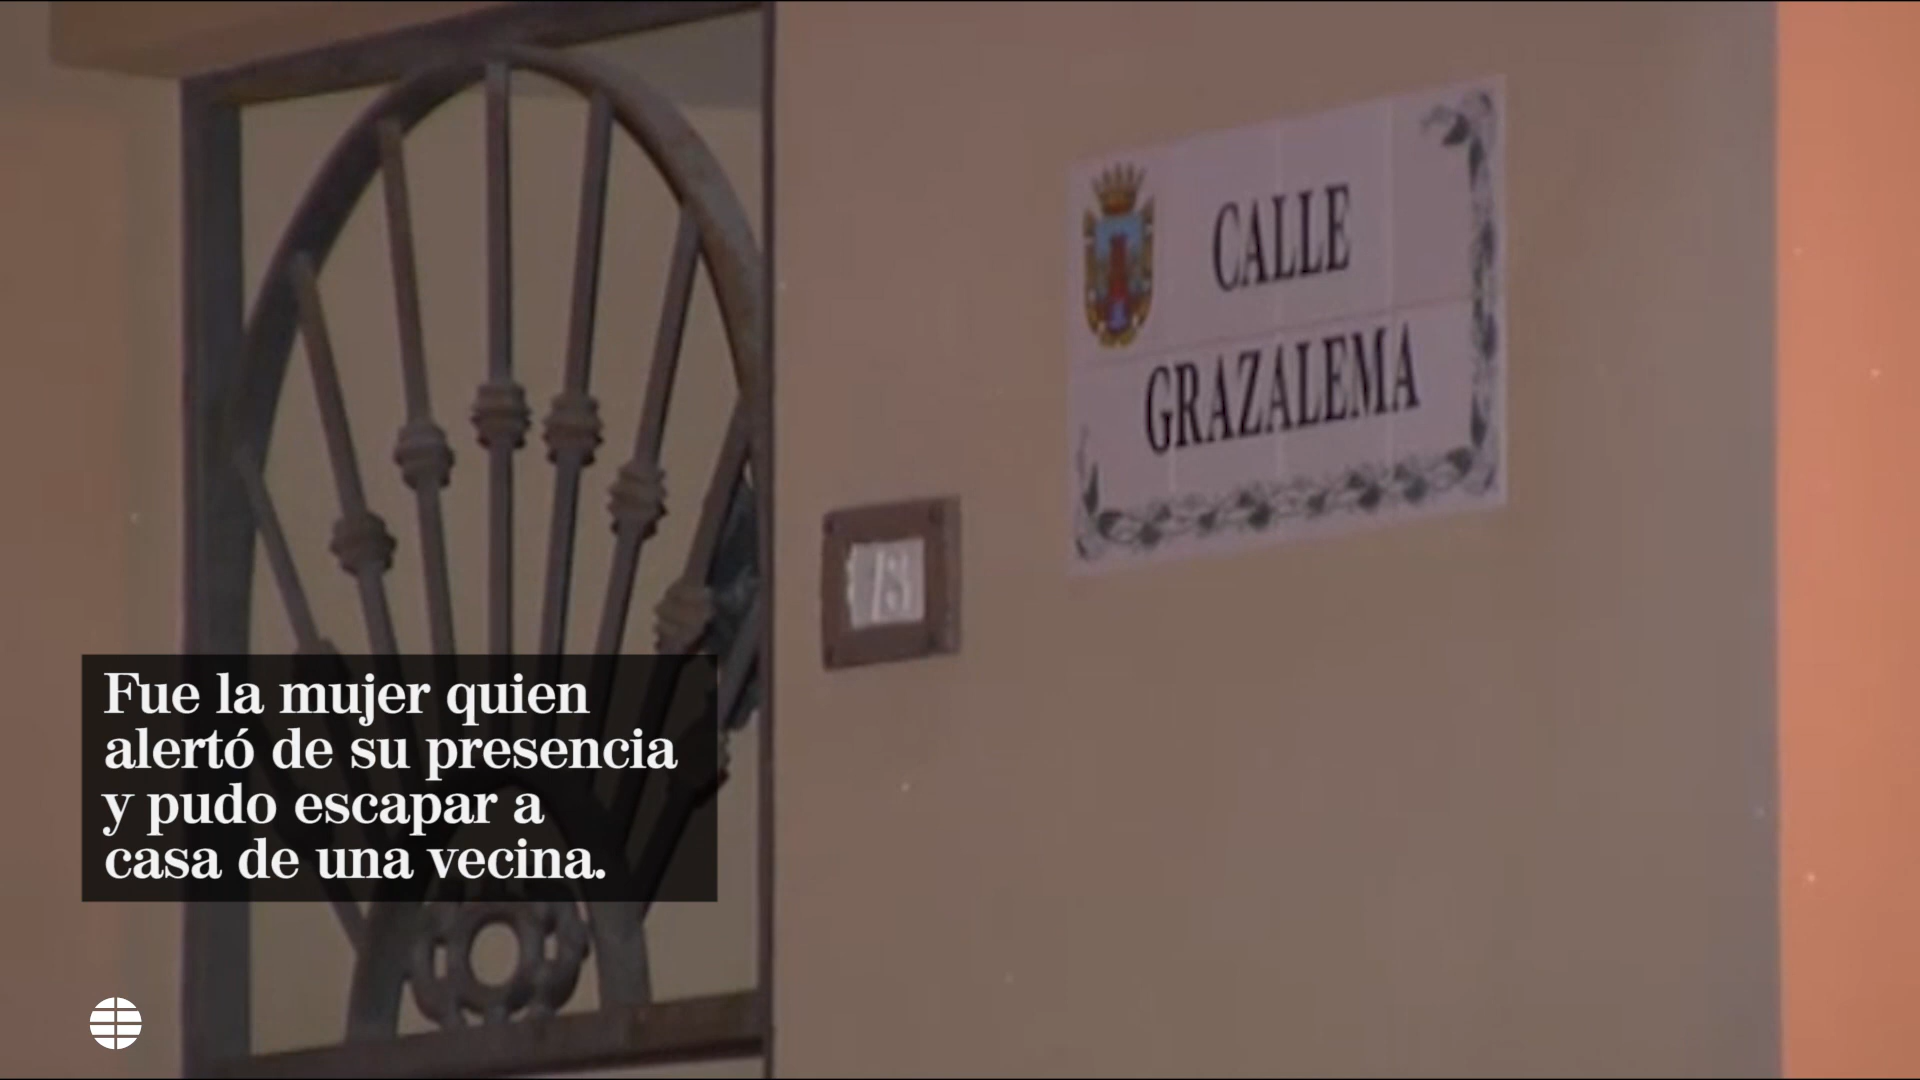 CALLE
GRAZALEMA
Fue la mujer quien
alertó de su presencia
y pudo escapar a
casa de una vecina.